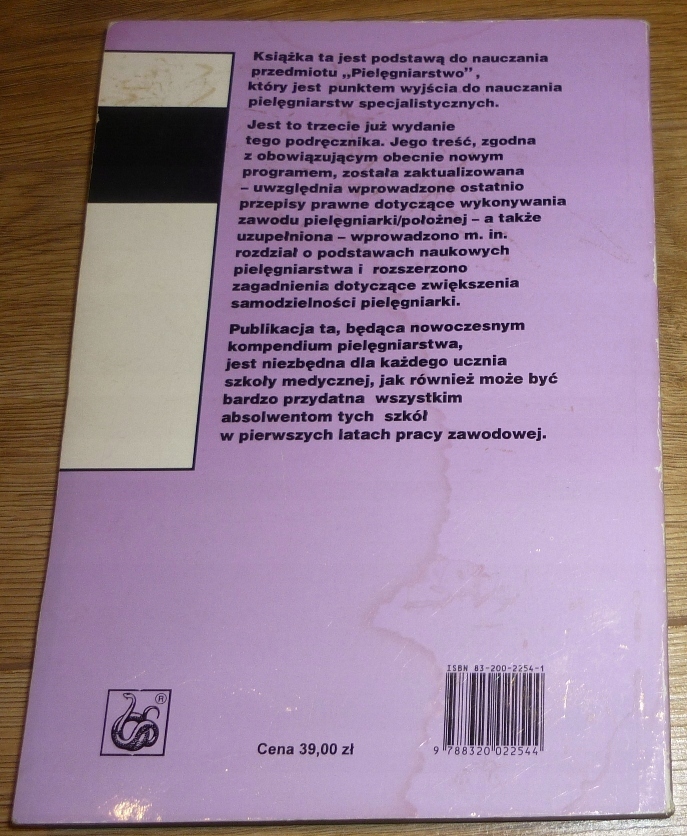 Książka ta jest podstawą do nauczania
przedmiotu „Pielęgniarstwo",
który jest punktem wyjścia do nauczania
pielęgniarstw specjalistycznych.
Jest to trzecie już wydanie
tego podręcznika. Jego treść, zgodna
z obowiązującym obecnie nowym
programem, została zaktualizowana
– uwzględnia wprowadzone ostatnio
przepisy prawne dotyczące wykonywania
zawodu pielęgniarki/położnej – a także
uzupełniona – wprowadzono m. in.
rozdział o podstawach naukowych
pielęgniarstwa i rozszerzono
zagadnienia dotyczące zwiększenia
samodzielności pielęgniarki.
Publikacja ta, będąca nowoczesnym
kompendium pielęgniarstwa,
jest niezbędna dla każdego ucznia
szkoły medycznej, jak również może być
bardzo przydatna wszystkim
absolwentom tych szkół
w pierwszych latach pracy zawodowej.
ISBN 83-200-2254-1
9 788320 022544
®
Cena 39,00 zł